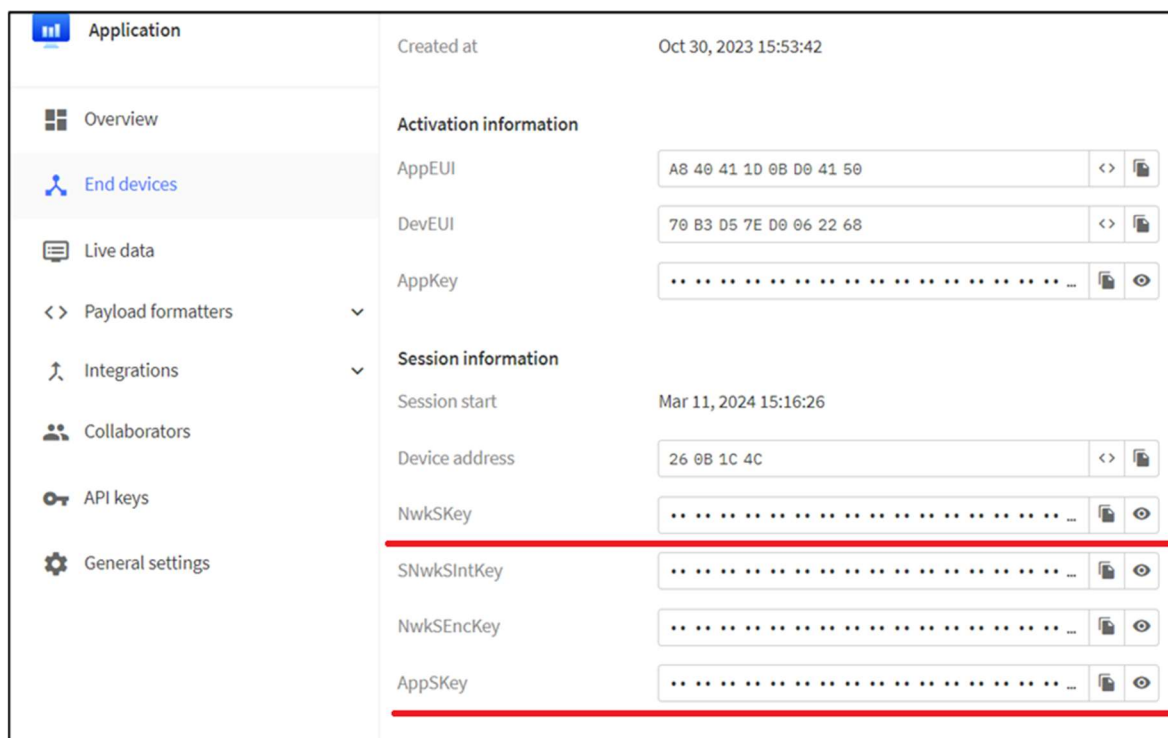 Application
Overview
End devices
Live data
Payload formatters
Integrations
Collaborators
API keys
General settings
Created at Oct 30, 2023 15:53:42
Activation information
AppEUI A8 40 41 1D 0B D0 41 50
DevEUI 70 B3 D5 7E D0 06 22 68
AppKey •• •• •• •• •• •• •• •• •• •• •• •• •• •• •• •• …
Session information
Session start Mar 11, 2024 15:16:26
Device address 26 0B 1C 4C
NwkSKey •• •• •• •• •• •• •• •• •• •• •• •• •• •• •• •• …
SNwkSIntKey •• •• •• •• •• •• •• •• •• •• •• •• •• •• •• •• …
NwkSEncKey •• •• •• •• •• •• •• •• •• •• •• •• •• •• •• •• …
AppSKey •• •• •• •• •• •• •• •• •• •• •• •• •• •• •• •• …